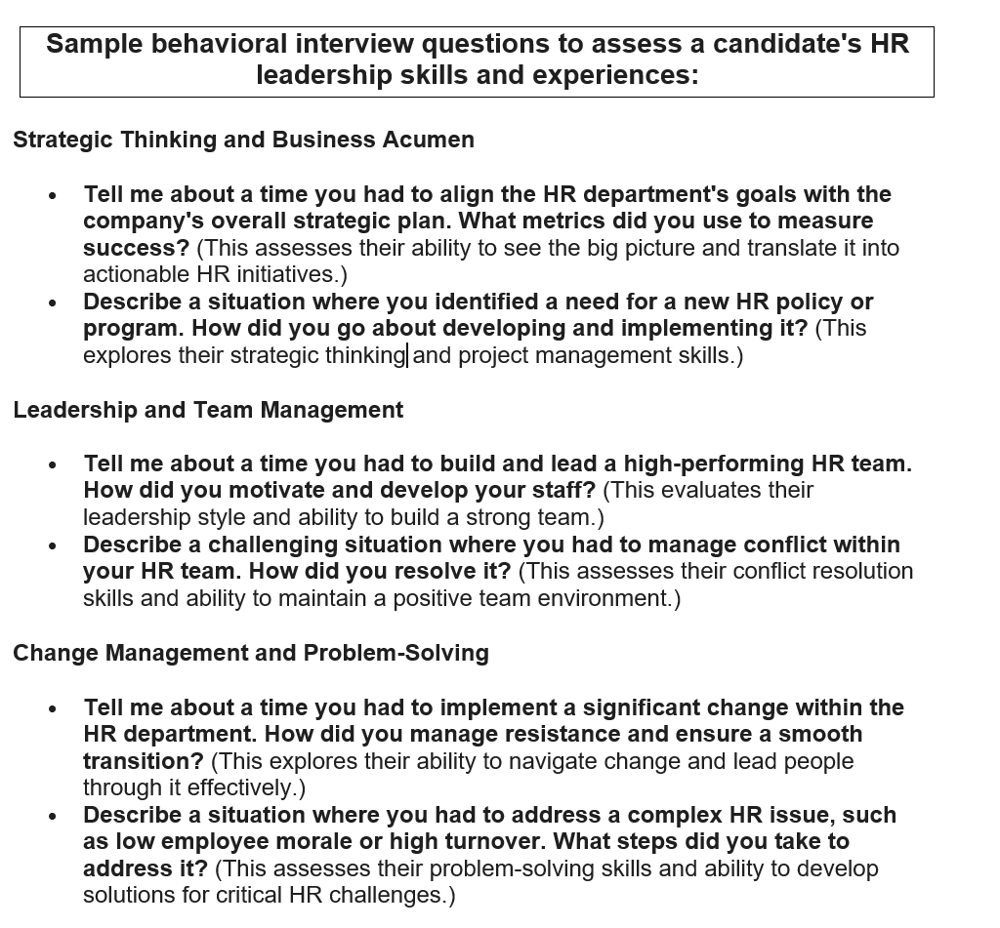 Sample behavioral interview questions to assess a candidate's HR
leadership skills and experiences:
Strategic Thinking and Business Acumen
• Tell me about a time you had to align the HR department's goals with the
company's overall strategic plan. What metrics did you use to measure
success? (This assesses their ability to see the big picture and translate it into
actionable HR initiatives.)
• Describe a situation where you identified a need for a new HR policy or
program. How did you go about developing and implementing it? (This
explores their strategic thinking and project management skills.)
Leadership and Team Management
• Tell me about a time you had to build and lead a high-performing HR team.
How did you motivate and develop your staff? (This evaluates their
leadership style and ability to build a strong team.)
• Describe a challenging situation where you had to manage conflict within
your HR team. How did you resolve it? (This assesses their conflict resolution
skills and ability to maintain a positive team environment.)
Change Management and Problem-Solving
• Tell me about a time you had to implement a significant change within the
HR department. How did you manage resistance and ensure a smooth
transition? (This explores their ability to navigate change and lead people
through it effectively.)
• Describe a situation where you had to address a complex HR issue, such
as low employee morale or high turnover. What steps did you take to
address it? (This assesses their problem-solving skills and ability to develop
solutions for critical HR challenges.)